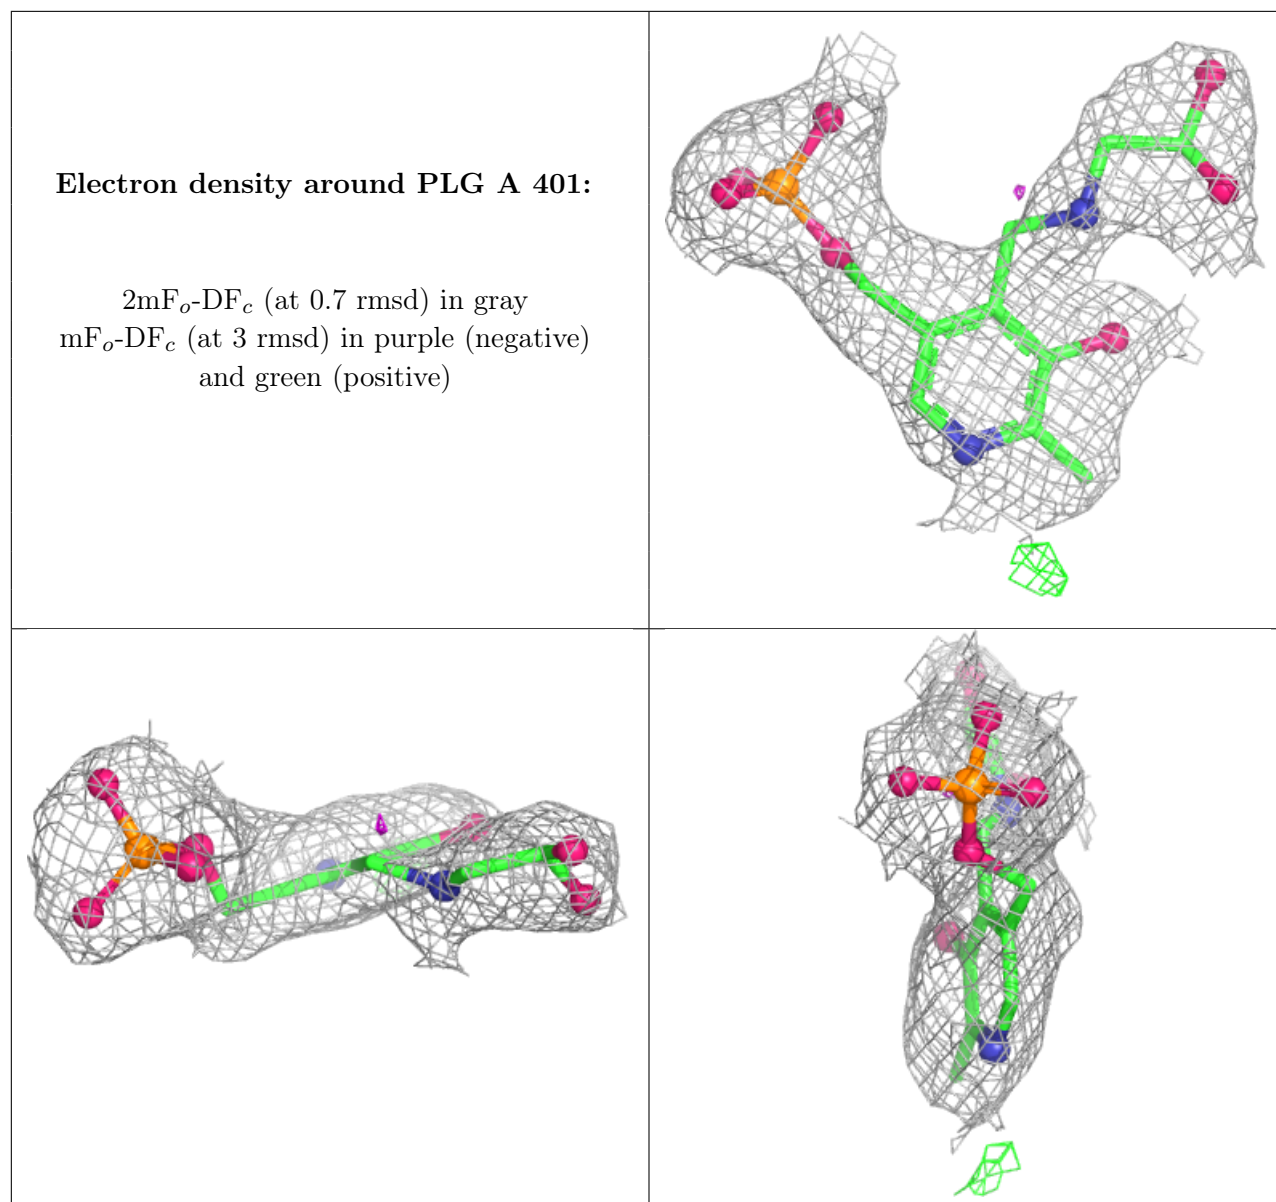 Electron density around PLG A 401:
2mFo-DFc (at 0.7 rmsd) in gray
mFo-DFc (at 3 rmsd) in purple (negative)
and green (positive)